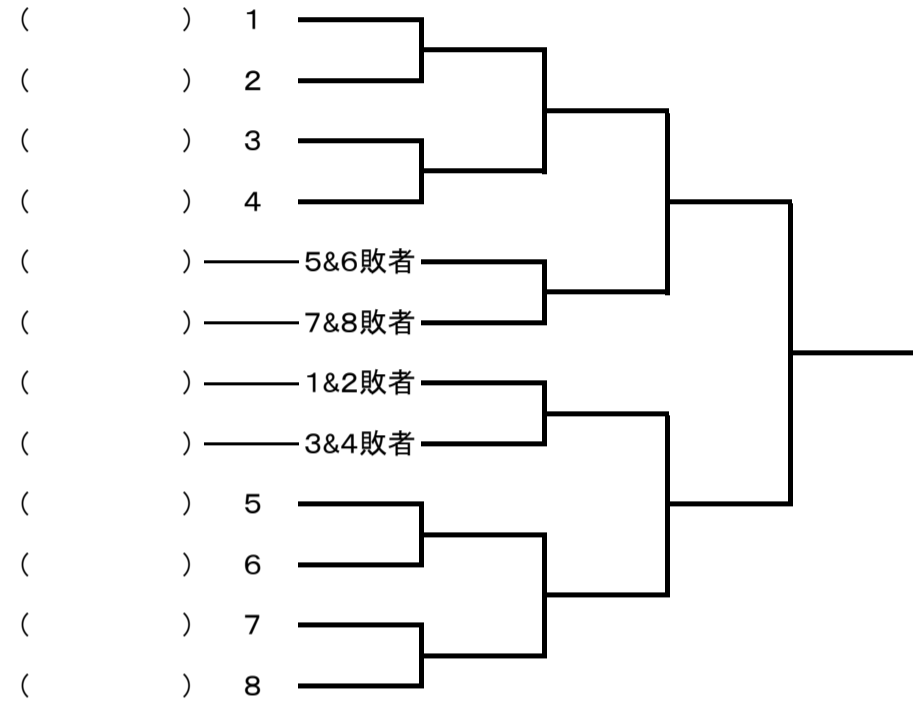 (　　　) 1
(　　　) 2
(　　　) 3
(　　　) 4
(　　　) 5&6敗者
(　　　) 7&8敗者
(　　　) 1&2敗者
(　　　) 3&4敗者
(　　　) 5
(　　　) 6
(　　　) 7
(　　　) 8